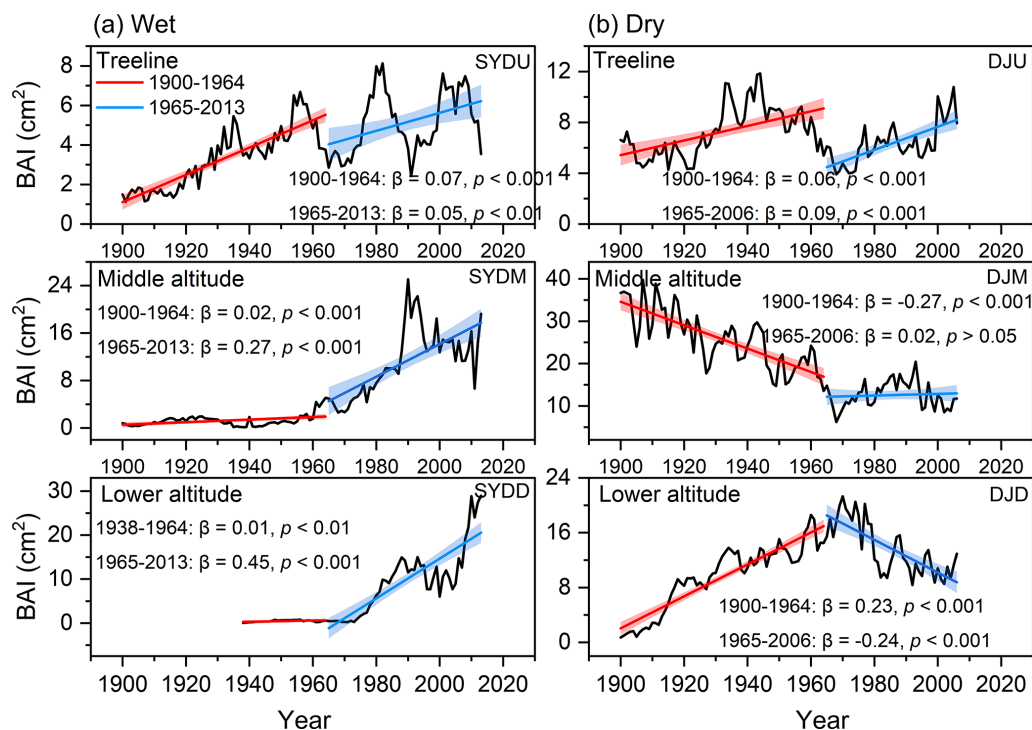 (a) Wet
Treeline
SYDU
1900-1964
1965-2013
1900-1964: β = 0.07, p < 0.001
1965-2013: β = 0.05, p < 0.01
BAI (cm²)
8
6
4
2
0
1900 1920 1940 1960 1980 2000 2020
Middle altitude
SYDM
1900-1964: β = 0.02, p < 0.001
1965-2013: β = 0.27, p < 0.001
BAI (cm²)
24
16
8
0
1900 1920 1940 1960 1980 2000 2020
Lower altitude
SYDD
1938-1964: β = 0.01, p < 0.01
1965-2013: β = 0.45, p < 0.001
BAI (cm²)
30
20
10
0
1900 1920 1940 1960 1980 2000 2020
Year
(b) Dry
Treeline
DJU
1900-1964: β = 0.06, p < 0.001
1965-2006: β = 0.09, p < 0.001
12
8
4
0
1900 1920 1940 1960 1980 2000 2020
Middle altitude
DJM
1900-1964: β = -0.27, p < 0.001
1965-2006: β = 0.02, p > 0.05
40
30
20
10
1900 1920 1940 1960 1980 2000 2020
Lower altitude
DJD
1900-1964: β = 0.23, p < 0.001
1965-2006: β = -0.24, p < 0.001
24
16
8
0
1900 1920 1940 1960 1980 2000 2020
Year